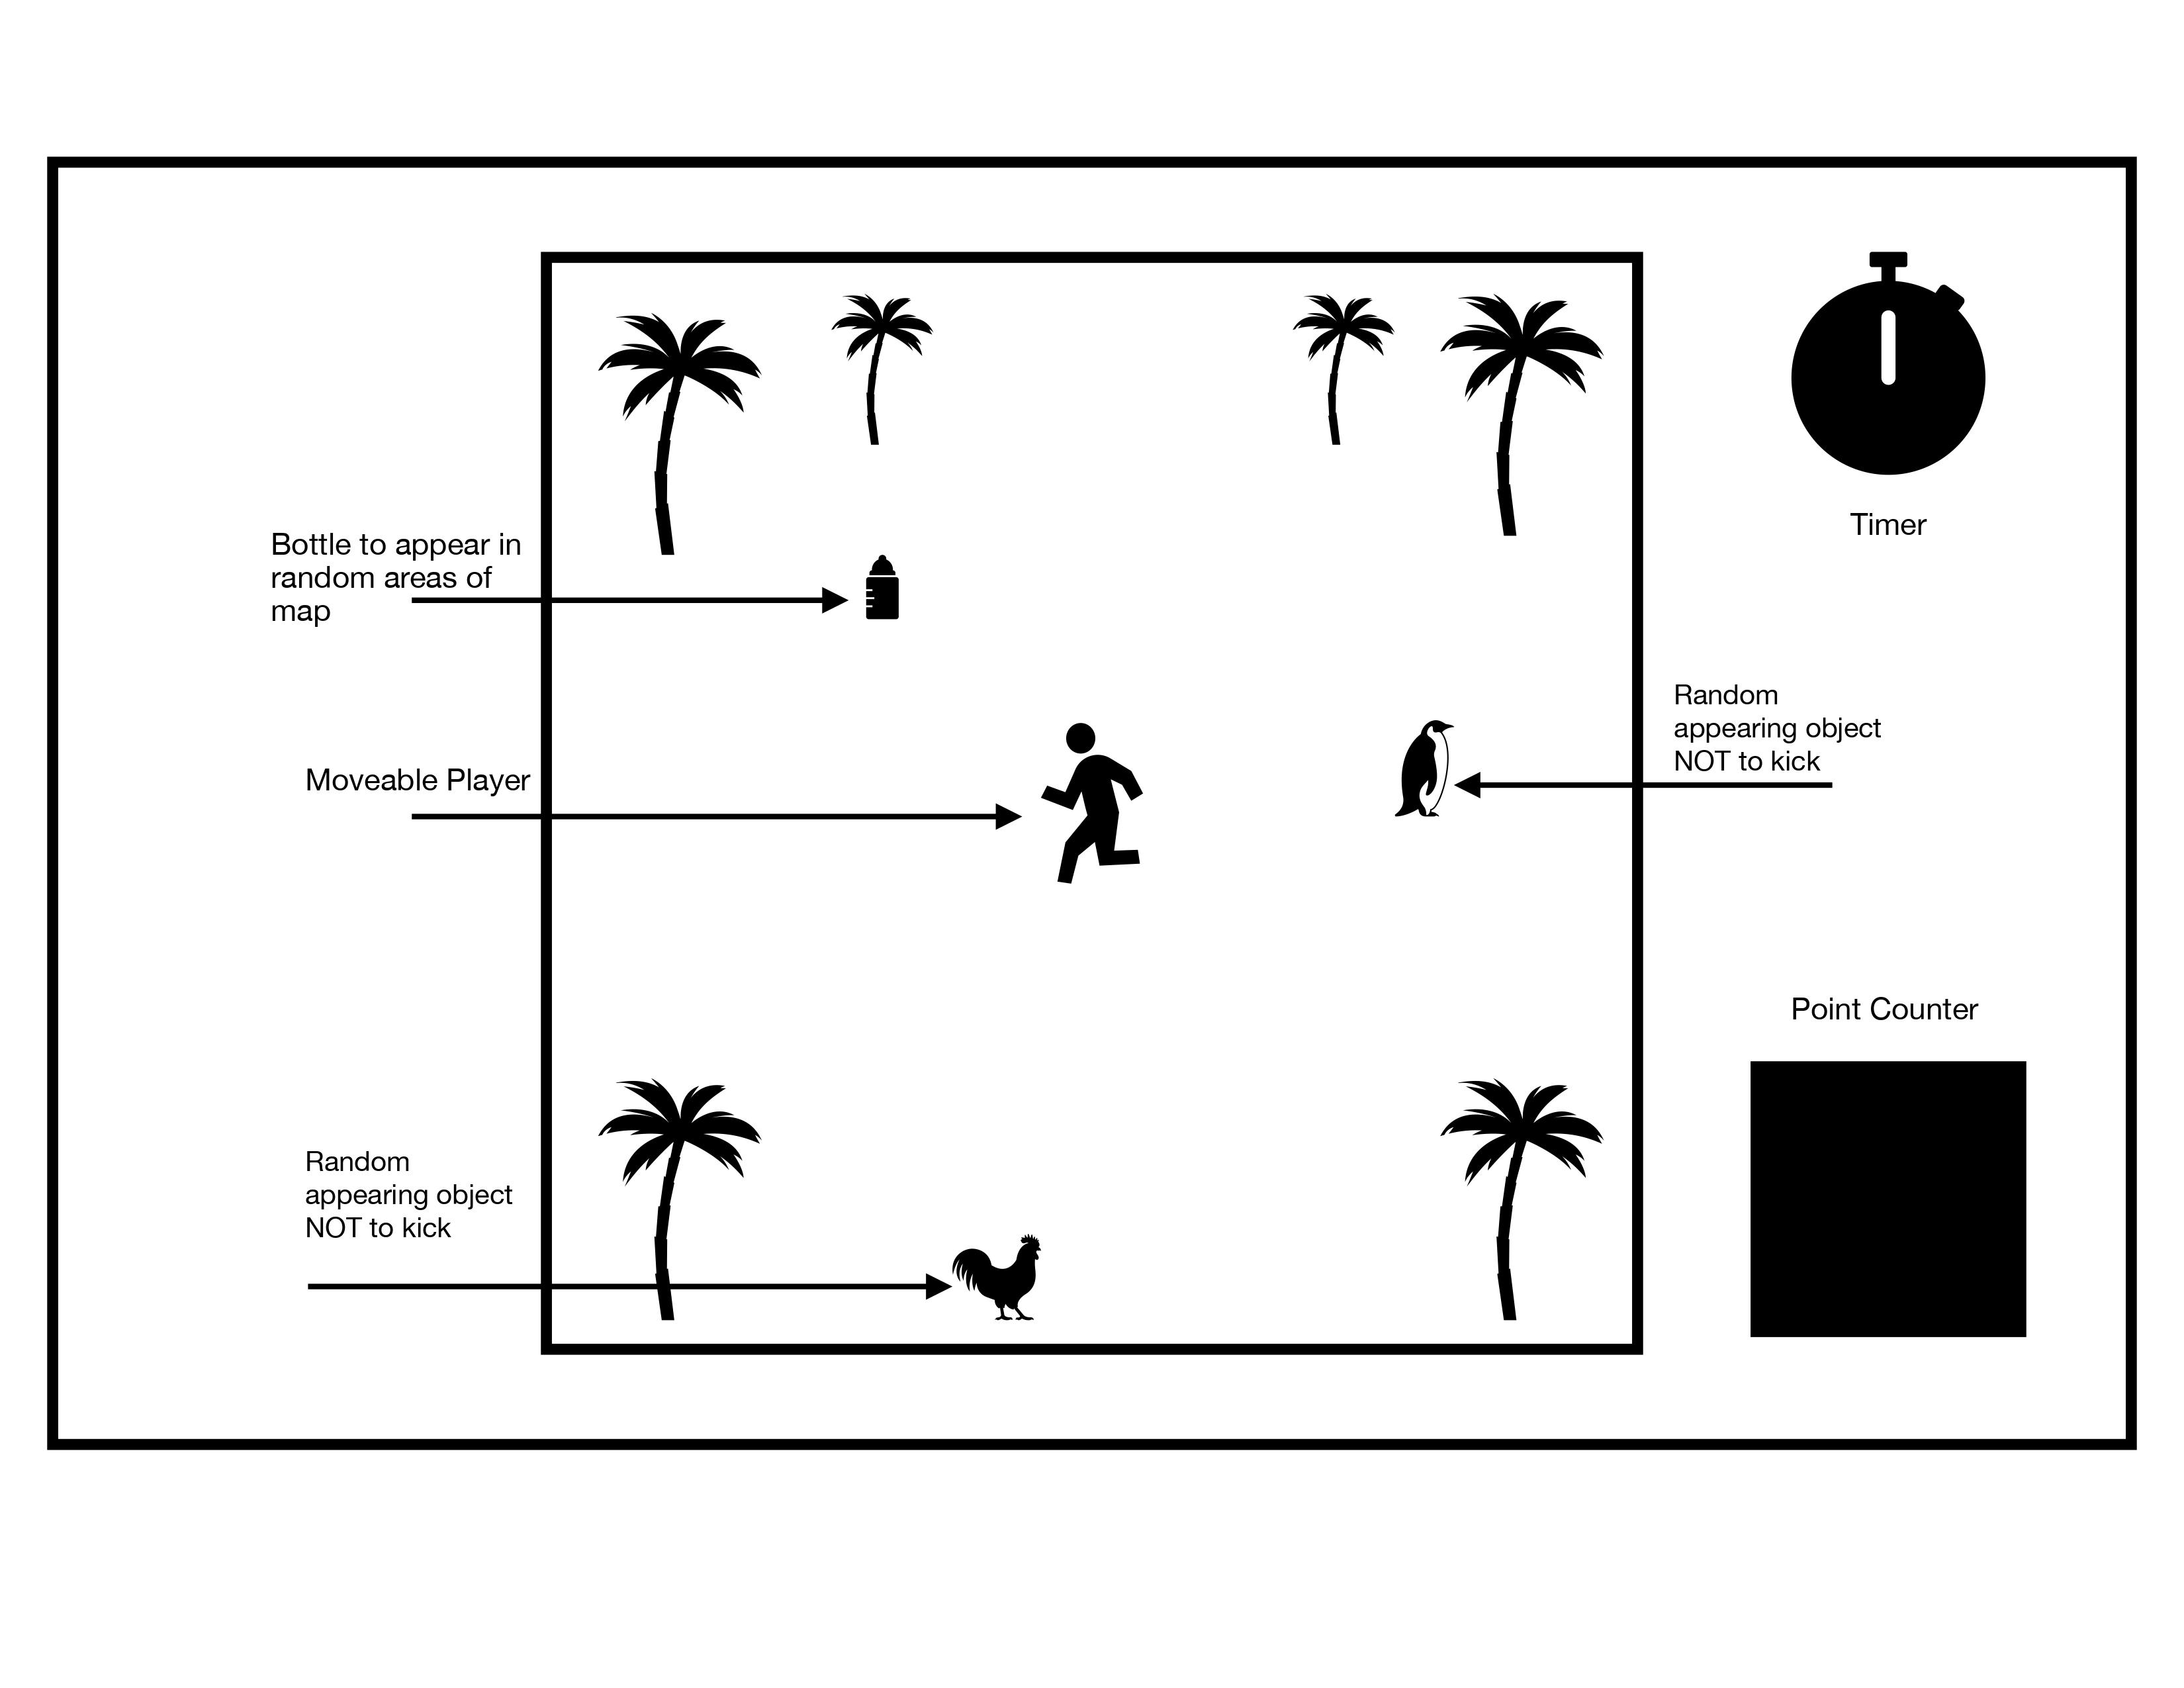 Bottle to appear in
random areas of
map
Timer
Random
appearing object
NOT to kick
Moveable Player
Point Counter
Random
appearing object
NOT to kick